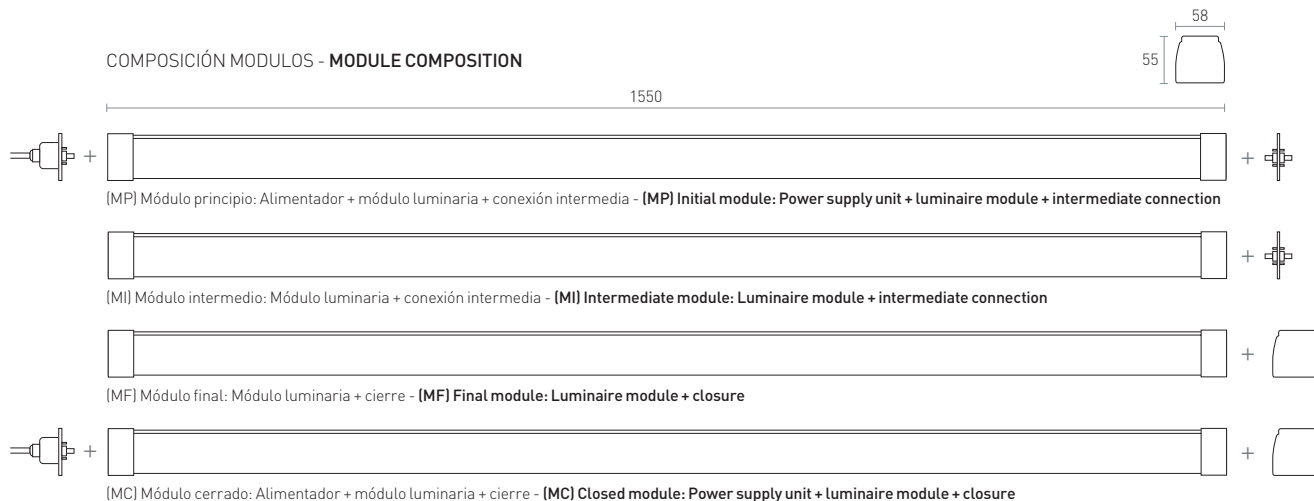 58
COMPOSICIÓN MODULOS - MODULE COMPOSITION
55
1550
(MP) Módulo principio: Alimentador + módulo luminaria + conexión intermedia - (MP) Initial module: Power supply unit + luminaire module + intermediate connection
(MI) Módulo intermedio: Módulo luminaria + conexión intermedia - (MI) Intermediate module: Luminaire module + intermediate connection
(MF) Módulo final: Módulo luminaria + cierre - (MF) Final module: Luminaire module + closure
(MC) Módulo cerrado: Alimentador + módulo luminaria + cierre - (MC) Closed module: Power supply unit + luminaire module + closure